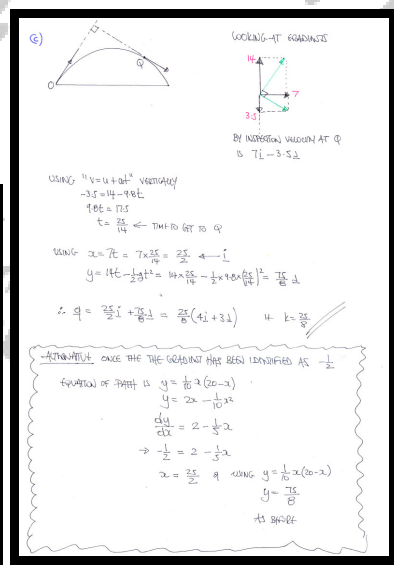 (c)
Q
O
LOOKING AT GRADIENTS
14
7
3.5
BY INSPECTION VELOCITY AT Q
IS 7i - 3.5j
USING "v = u + at" VERTICALLY
-3.5 = 14 - 9.8t
9.8t = 17.5
t = 25/14 ← TIME TO GET TO Q
USING x = 7t = 7 × 25/14 = 25/2 ← i
y = 14t - 1/2gt² = 14 × 25/14 - 1/2 × 9.8 × (25/14)² = 75/8 j
∴ q = 25/2 i + 75/8 j = 25/8 (4i + 3j) If k = 25/8
ALTERNATIVE ONCE THE THE GRADIENT HAS BEEN IDENTIFIED AS -1/2
EQUATION OF PATH IS y = 1/10 x(20 - x)
y = 2x - 1/10 x²
dy/dx = 2 - 1/5 x
→ -1/2 = 2 - 1/5 x
x = 25/2 & USING y = 1/10 x(20 - x)
y = 75/8
AS BEFORE